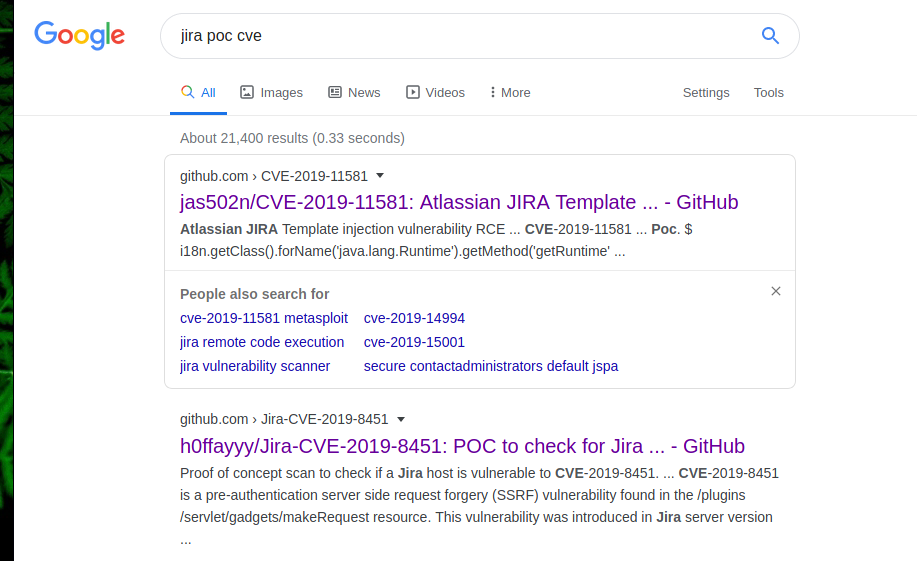 Google
jira poc cve
All Images News Videos More Settings Tools
About 21,400 results (0.33 seconds)
github.com › CVE-2019-11581
jas502n/CVE-2019-11581: Atlassian JIRA Template ... - GitHub
Atlassian JIRA Template injection vulnerability RCE ... CVE-2019-11581 ... Poc. $
i18n.getClass().forName('java.lang.Runtime').getMethod('getRuntime' ...
People also search for
cve-2019-11581 metasploit cve-2019-14994
jira remote code execution cve-2019-15001
jira vulnerability scanner secure contactadministrators default jspa
github.com › Jira-CVE-2019-8451
h0ffayyy/Jira-CVE-2019-8451: POC to check for Jira ... - GitHub
Proof of concept scan to check if a Jira host is vulnerable to CVE-2019-8451. ... CVE-2019-8451
is a pre-authentication server side request forgery (SSRF) vulnerability found in the /plugins
/servlet/gadgets/makeRequest resource. This vulnerability was introduced in Jira server version
...